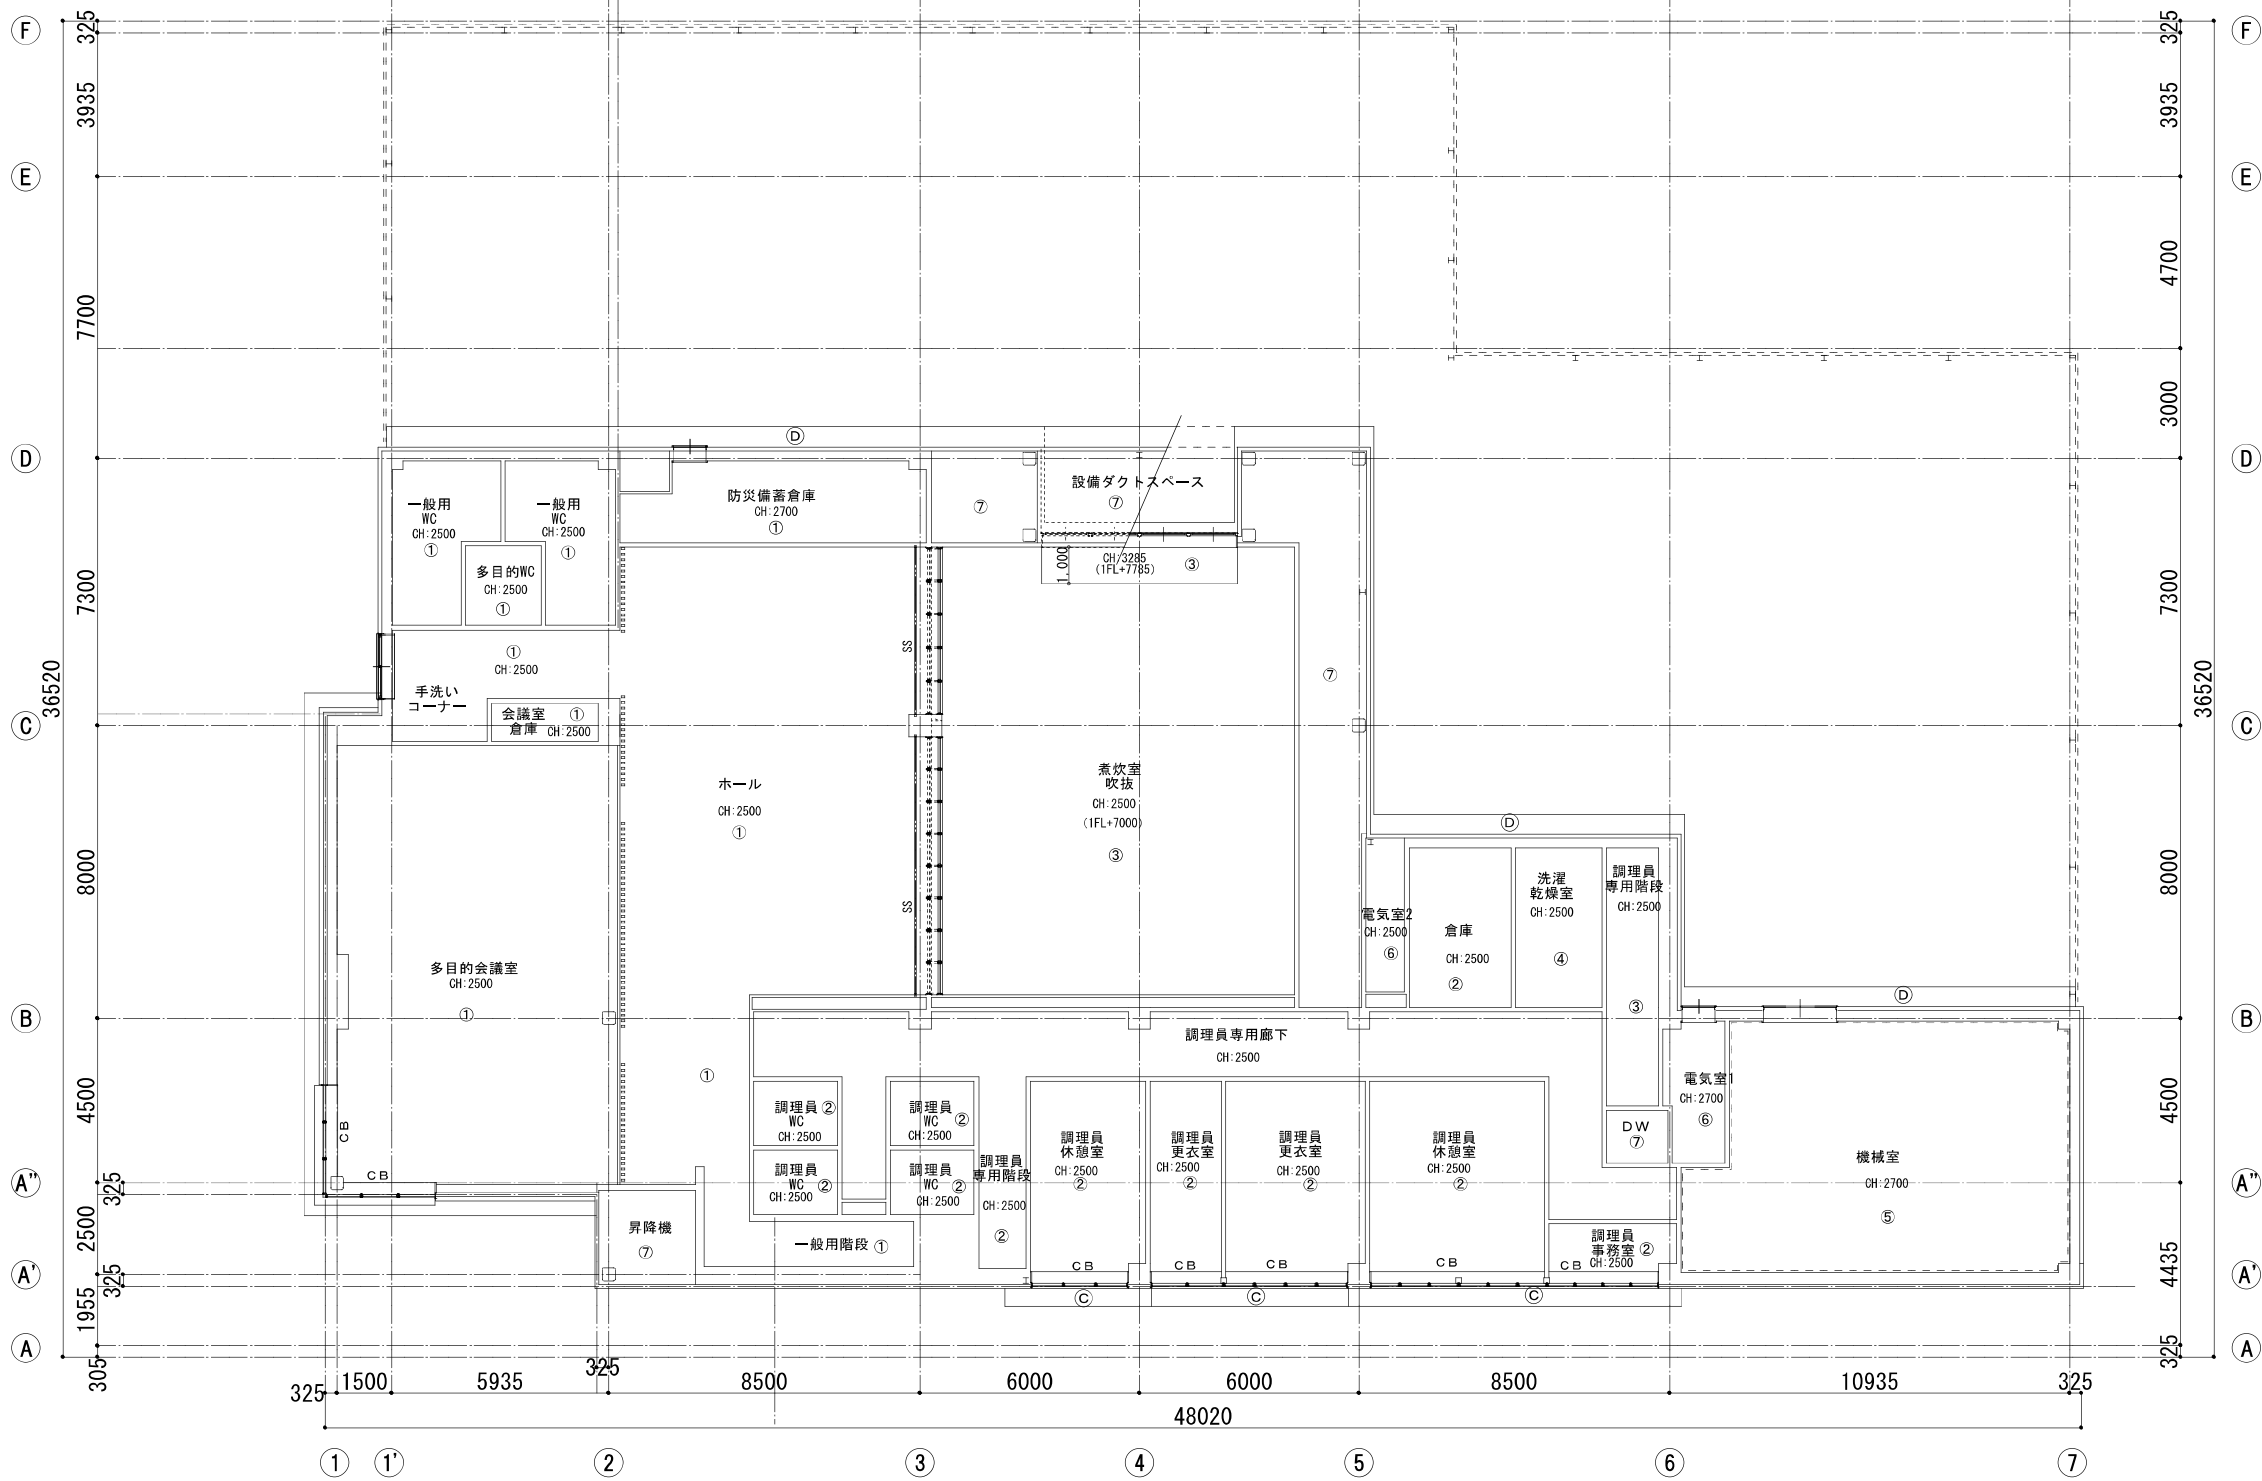 F
325
325
F
3935
3935
E
E
7700
4700
3000
D
D
D
一般用
WC
CH:2500
①
一般用
WC
CH:2500
①
防災備蓄倉庫
CH:2700
①
⑦
設備ダクトスペース
⑦
CH:3285
(1FL+7785)
③
1,000
多目的WC
CH:2500
①
7300
7300
36520
36520
①
CH:2500
手洗い
コーナー
会議室
倉庫
①
CH:2500
SS
⑦
C
C
ホール
CH:2500
①
煮炊室
吹抜
CH:2500
(1FL+7000)
③
D
8000
8000
SS
電気室2
CH:2500
⑥
倉庫
CH:2500
②
洗濯
乾燥室
CH:2500
④
調理員
専用階段
CH:2500
③
多目的会議室
CH:2500
①
D
B
B
調理員専用廊下
CH:2500
①
4500
4500
CB
CB
調理員
WC
②
CH:2500
調理員
WC
②
CH:2500
調理員
WC
②
CH:2500
調理員
WC
②
CH:2500
調理員
専用階段
CH:2500
②
調理員
休憩室
CH:2500
②
調理員
更衣室
CH:2500
②
調理員
更衣室
CH:2500
②
調理員
休憩室
CH:2500
②
DW
⑦
電気室1
CH:2700
⑥
機械室
CH:2700
⑤
A"
A"
325
2500
昇降機
⑦
一般用階段 ①
調理員
事務室 ②
CH:2500
CB
CB
CB
CB
CB
A'
A'
325
4435
C
C
C
1955
A
A
305
325
325
1500
5935
325
8500
6000
6000
8500
10935
325
48020
1
1'
2
3
4
5
6
7